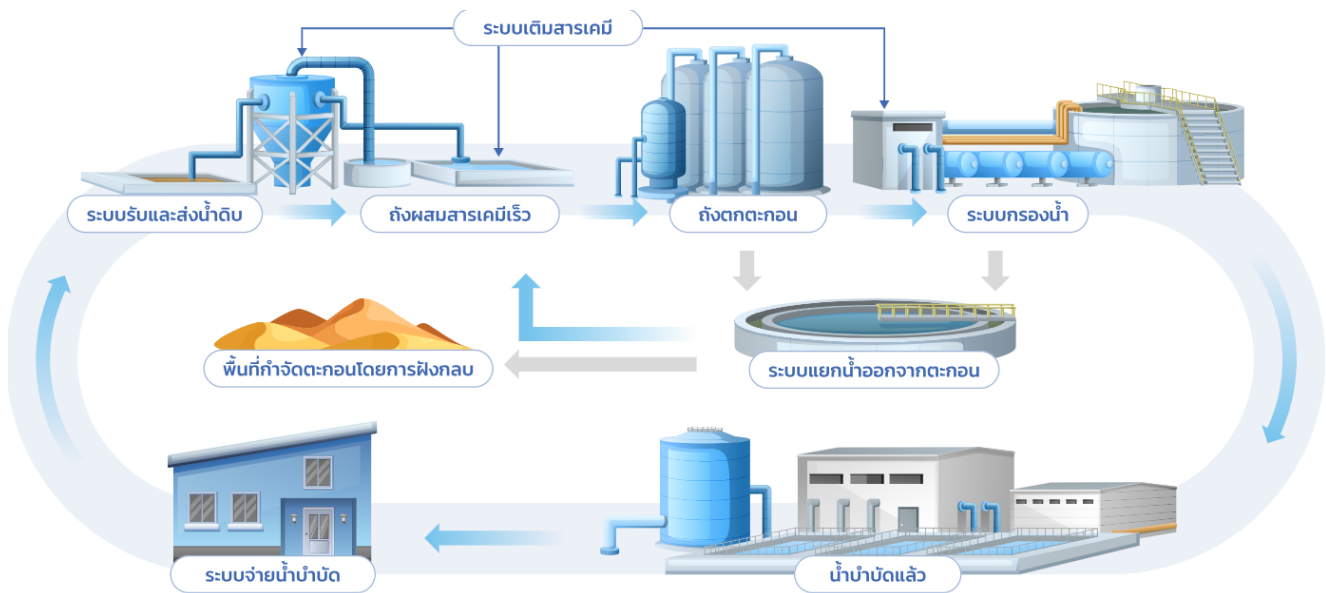 ระบบเติมสารเคมี
ระบบรับและส่งน้ำดิบ
ถังผสมสารเคมีเร็ว
ถังตกตะกอน
ระบบกรองน้ำ
พื้นที่กำจัดตะกอนโดยการฝังกลบ
ระบบแยกน้ำออกจากตะกอน
ระบบจ่ายน้ำบำบัด
น้ำบำบัดแล้ว